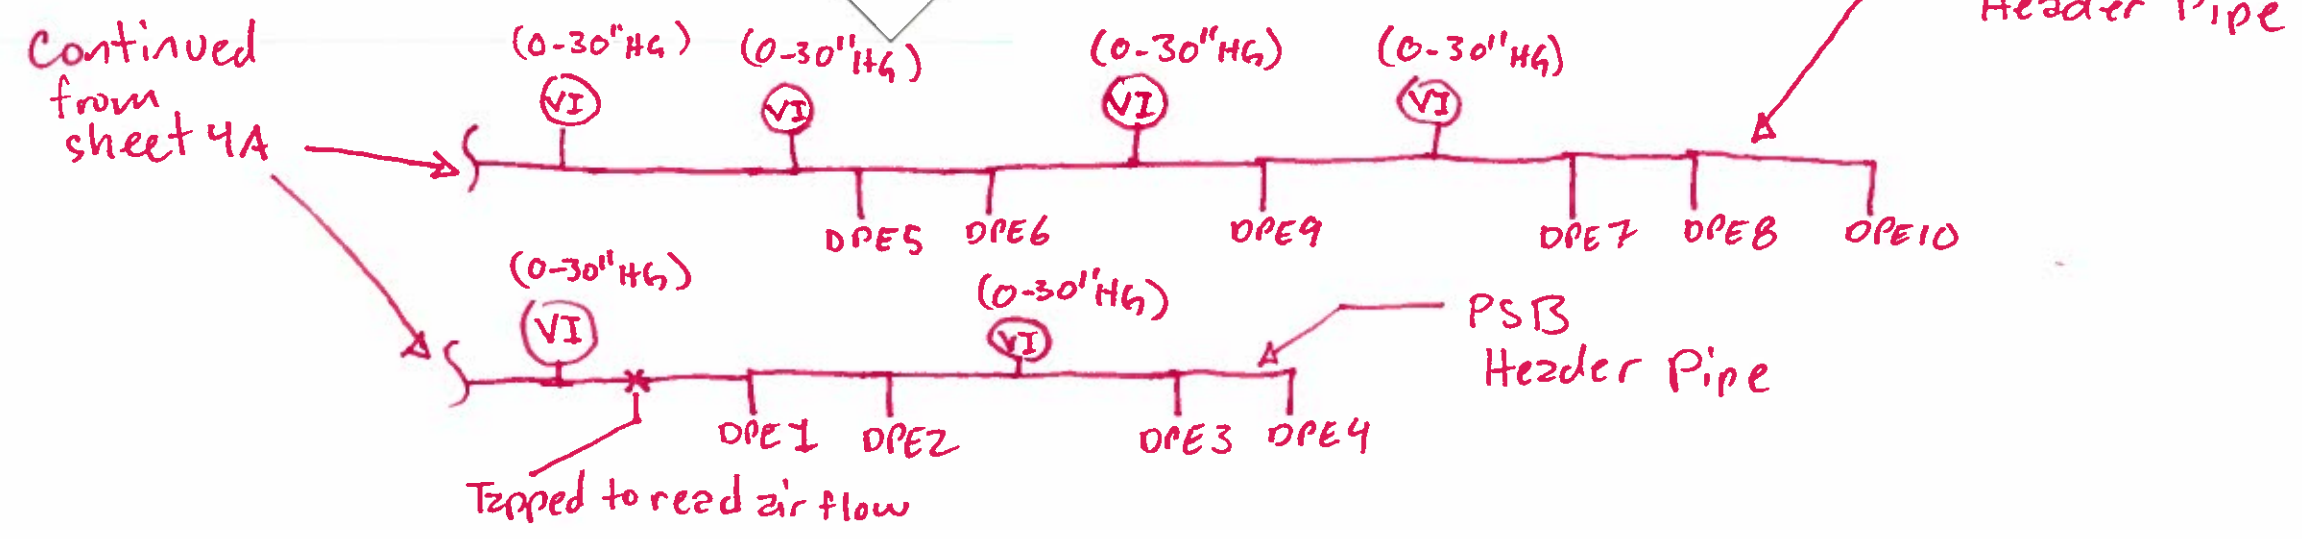 Header Pipe
Continued
from
sheet 4A
(0-30"HG)
(0-30"HG)
(0-30"HG)
(0-30"HG)
VI
VI
VI
VI
DPE5
DPE6
DPE9
DPE7
DPE8
DPE10
(0-30"HG)
(0-30"HG)
VI
VI
PSB
Header Pipe
DPE1
DPE2
DPE3
DPE4
Tapped to read air flow